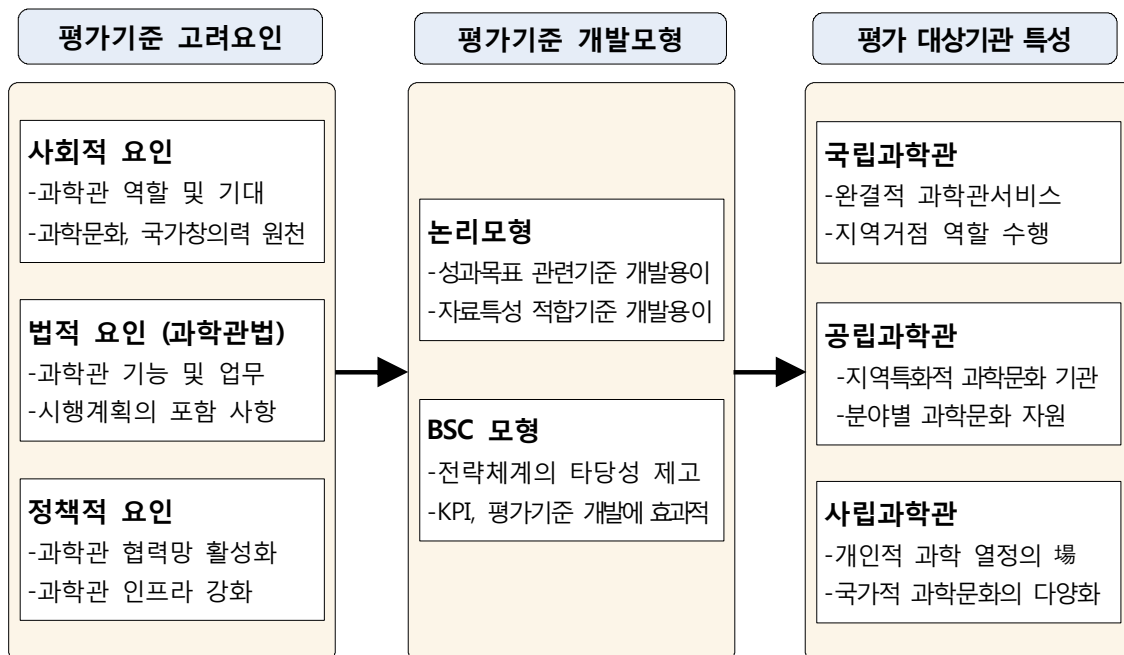 평가기준 고려요인
사회적 요인
-과학관 역할 및 기대
-과학문화, 국가창의력 원천
법적 요인 (과학관법)
-과학관 기능 및 업무
-시행계획의 포함 사항
정책적 요인
-과학관 협력망 활성화
-과학관 인프라 강화
평가기준 개발모형
논리모형
-성과목표 관련기준 개발용이
-자료특성 적합기준 개발용이
BSC 모형
-전략체계의 타당성 제고
-KPI, 평가기준 개발에 효과적
평가 대상기관 특성
국립과학관
-완결적 과학관서비스
-지역거점 역할 수행
공립과학관
-지역특화적 과학문화 기관
-분야별 과학문화 자원
사립과학관
-개인적 과학 열정의 場
-국가적 과학문화의 다양화